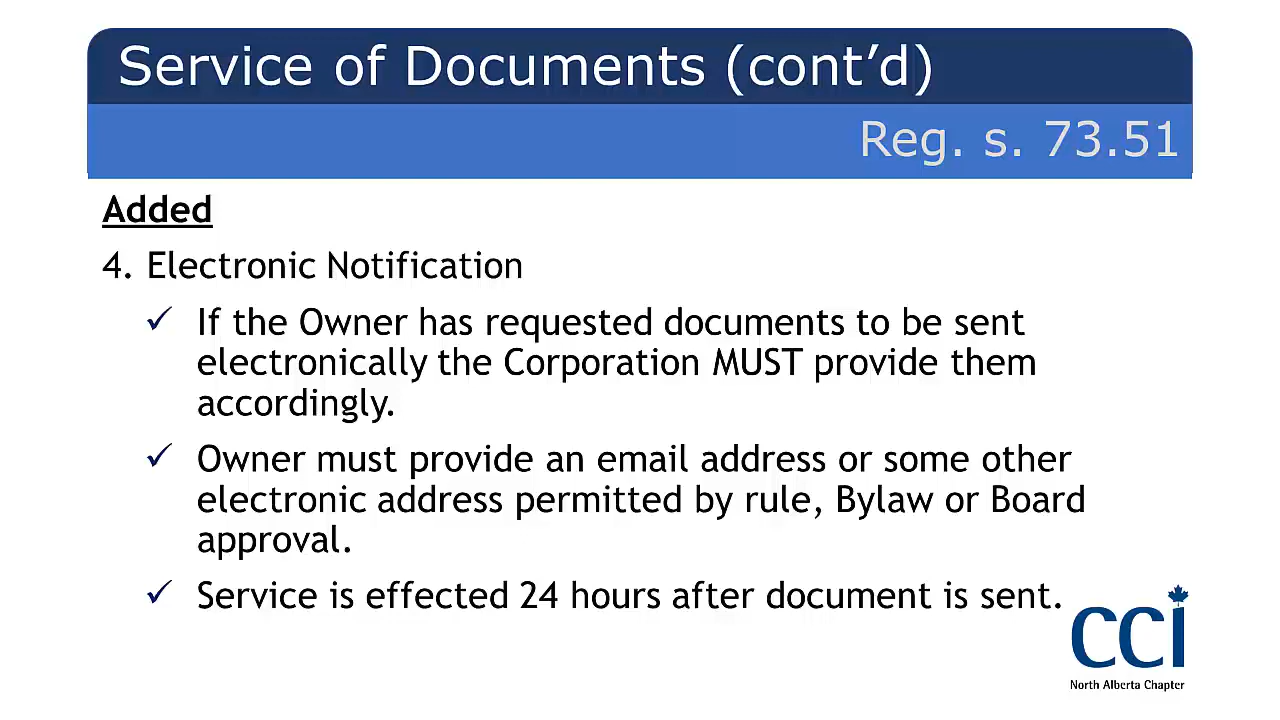 Service of Documents (cont’d)
Reg. s. 73.51
Added
4. Electronic Notification
✓ If the Owner has requested documents to be sent
electronically the Corporation MUST provide them
accordingly.
✓ Owner must provide an email address or some other
electronic address permitted by rule, Bylaw or Board
approval.
✓ Service is effected 24 hours after document is sent.
CCI
North Alberta Chapter